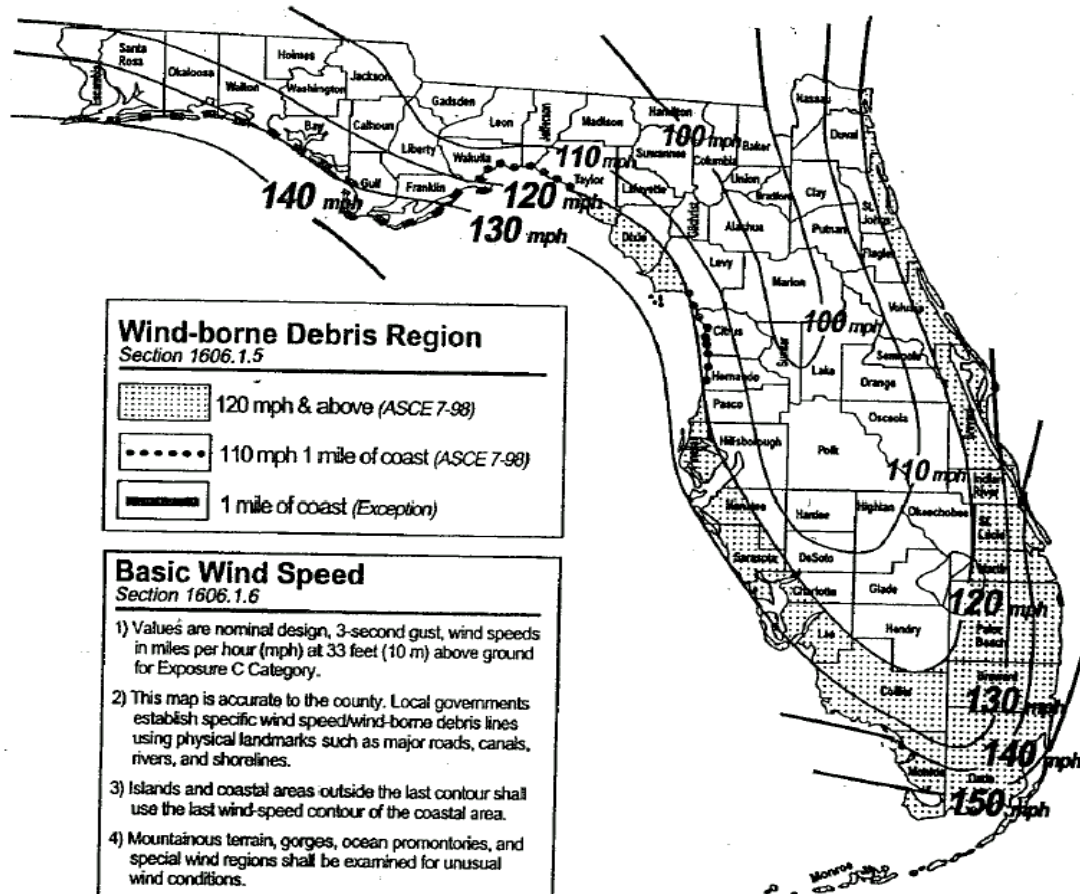 Santa
Rosa
Escambia
Okaloosa
Walton
Holmes
Washington
Jackson
Bay
Calhoun
Gulf
Liberty
Gadsden
Franklin
Leon
Wakulla
Jefferson
Madison
Taylor
Hamilton
Suwannee
Lafayette
Dixie
Columbia
Baker
Union
Bradford
Gilchrist
Alachua
Levy
Nassau
Duval
Clay
St.
Johns
Putnam
Flagler
Marion
Volusia
Citrus
Sumter
Hernando
Lake
Seminole
Orange
Pasco
Osceola
Hillsborough
Polk
Indian
River
Manatee
Hardee
Highlan
Okeechobee
St.
Lucie
Sarasota
DeSoto
Martin
Charlotte
Glade
Lee
Hendry
Palm
Beach
Collier
Broward
Monroe
Dade
Monroe
140 mph
130 mph
120 mph
110 mph
100 mph
100 mph
110 mph
120 mph
130 mph
140 mph
150 mph
Wind-borne Debris Region
Section 1606.1.5
120 mph & above (ASCE 7-98)
110 mph 1 mile of coast (ASCE 7-98)
1 mile of coast (Exception)
Basic Wind Speed
Section 1606.1.6
1) Values are nominal design, 3-second gust, wind speeds
in miles per hour (mph) at 33 feet (10 m) above ground
for Exposure C Category.
2) This map is accurate to the county. Local governments
establish specific wind speed/wind-borne debris lines
using physical landmarks such as major roads, canals,
rivers, and shorelines.
3) Islands and coastal areas outside the last contour shall
use the last wind-speed contour of the coastal area.
4) Mountainous terrain, gorges, ocean promontories, and
special wind regions shall be examined for unusual
wind conditions.